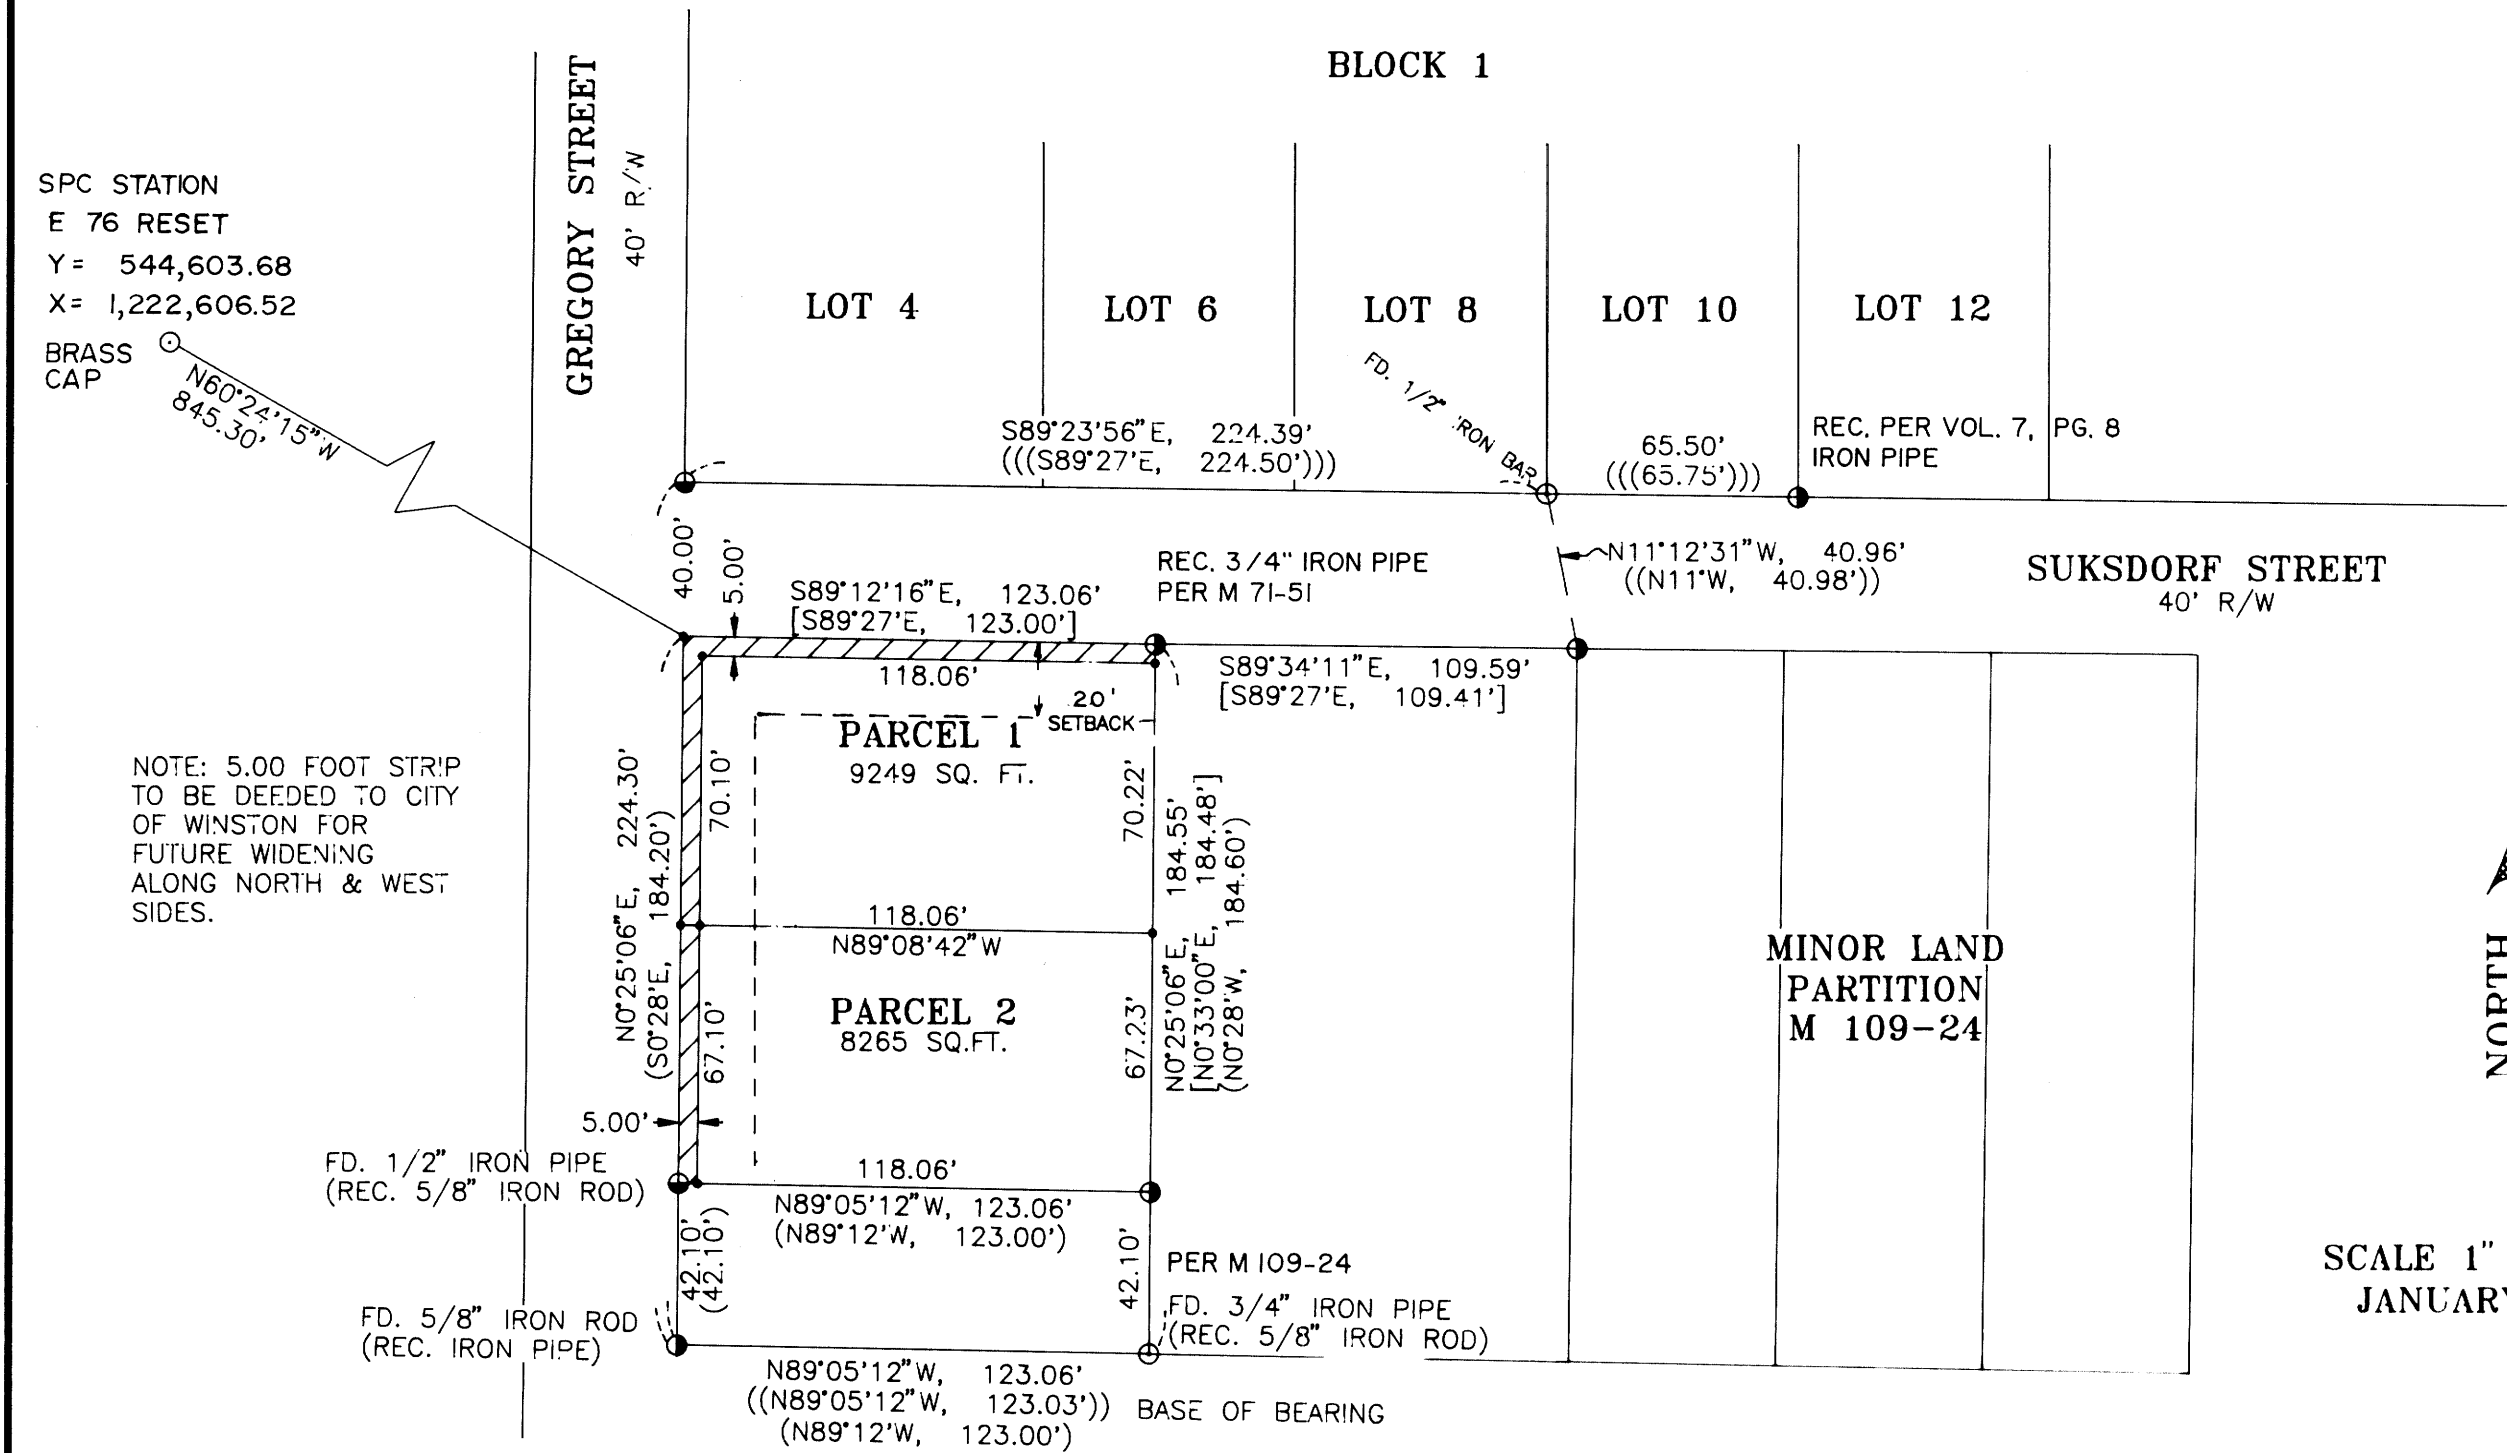 BLOCK 1
GREGORY STREET
40' R/W
SPC STATION
E 76 RESET
Y= 544,603.68
X= 1,222,606.52
BRASS
CAP
N60°24'15"W
845.30'
LOT 4
LOT 6
LOT 8
LOT 10
LOT 12
FD. 1/2" IRON BAR
S89°23'56"E, 224.39'
(((S89°27'E, 224.50')))
65.50'
(((65.75')))
REC. PER VOL. 7, PG. 8
IRON PIPE
40.00'
5.00'
S89°12'16"E, 123.06'
[S89°27'E, 123.00']
REC. 3/4" IRON PIPE
PER M 71-51
N11°12'31"W, 40.96'
((N11°W, 40.98'))
SUKSDORF STREET
40' R/W
118.06'
S89°34'11"E, 109.59'
[S89°27'E, 109.41']
20'
SETBACK
PARCEL 1
9249 SQ. FT.
NOTE: 5.00 FOOT STRIP
TO BE DEEDED TO CITY
OF WINSTON FOR
FUTURE WIDENING
ALONG NORTH & WEST
SIDES.
N0°25'06"E, 224.30'
(S0°28'E, 184.20')
70.10'
70.22'
N0°25'06"E, 184.55'
[N0°33'00"E, 184.48']
(N0°28'W, 184.60')
118.06'
N89°08'42"W
PARCEL 2
8265 SQ.FT.
67.10'
67.23'
MINOR LAND
PARTITION
M 109-24
NORTH
5.00'
FD. 1/2" IRON PIPE
(REC. 5/8" IRON ROD)
118.06'
N89°05'12"W, 123.06'
(N89°12'W, 123.00')
42.10'
(42.10')
42.10'
PER M 109-24
FD. 3/4" IRON PIPE
(REC. 5/8" IRON ROD)
FD. 5/8" IRON ROD
(REC. IRON PIPE)
SCALE 1"
JANUARY
N89°05'12"W, 123.06'
((N89°05'12"W, 123.03')) BASE OF BEARING
(N89°12'W, 123.00')